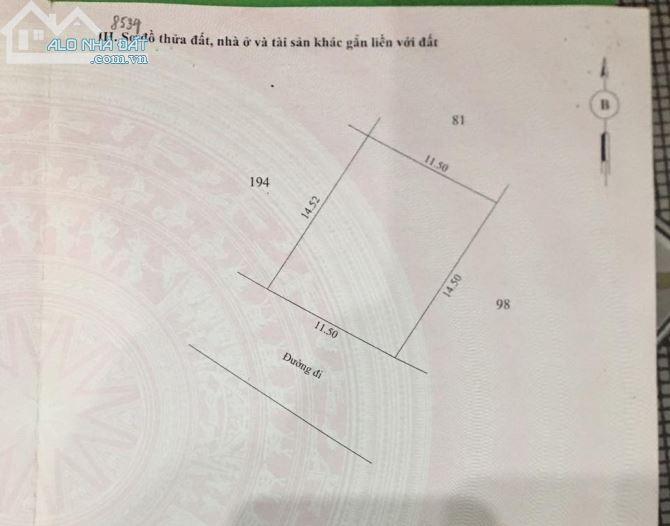 8539
ALO NHÀ ĐẤT
.com.vn
III. Sơ đồ thửa đất, nhà ở và tài sản khác gắn liền với đất
B
81
11.50
194
14.52
14.50
98
11.50
Đường đi